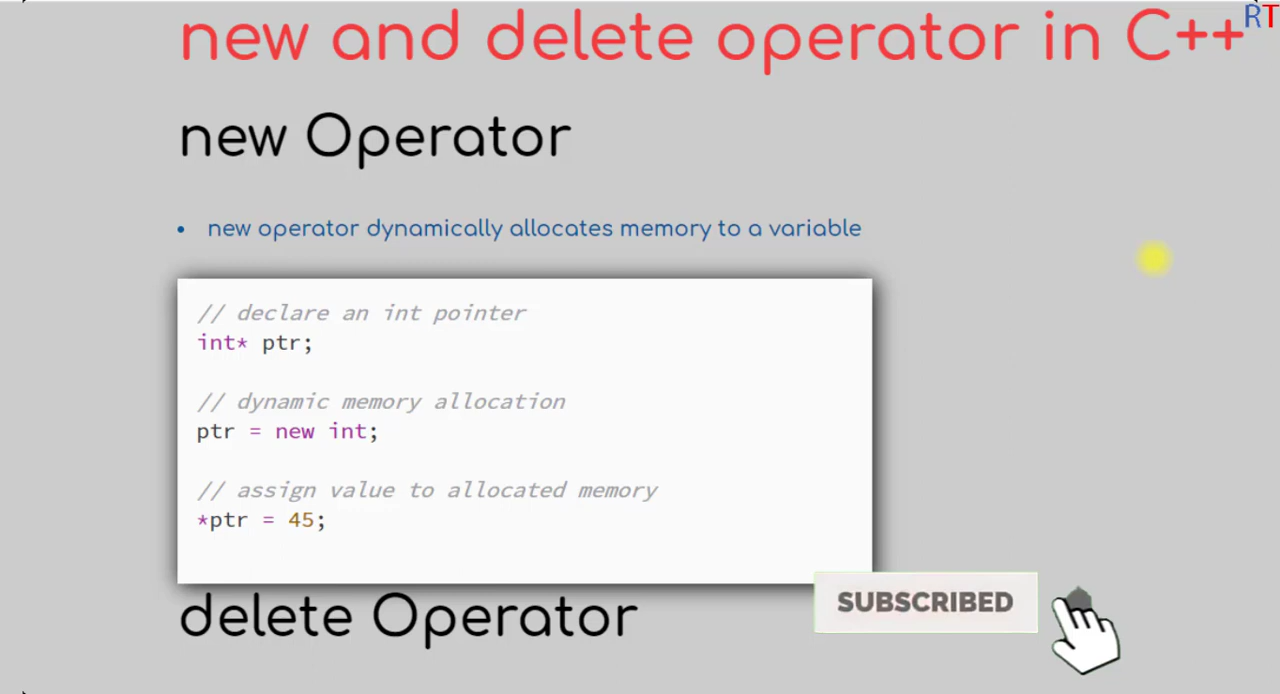 RT
new and delete operator in C++
new Operator
• new operator dynamically allocates memory to a variable
// declare an int pointer
int* ptr;
// dynamic memory allocation
ptr = new int;
// assign value to allocated memory
*ptr = 45;
SUBSCRIBED
delete Operator